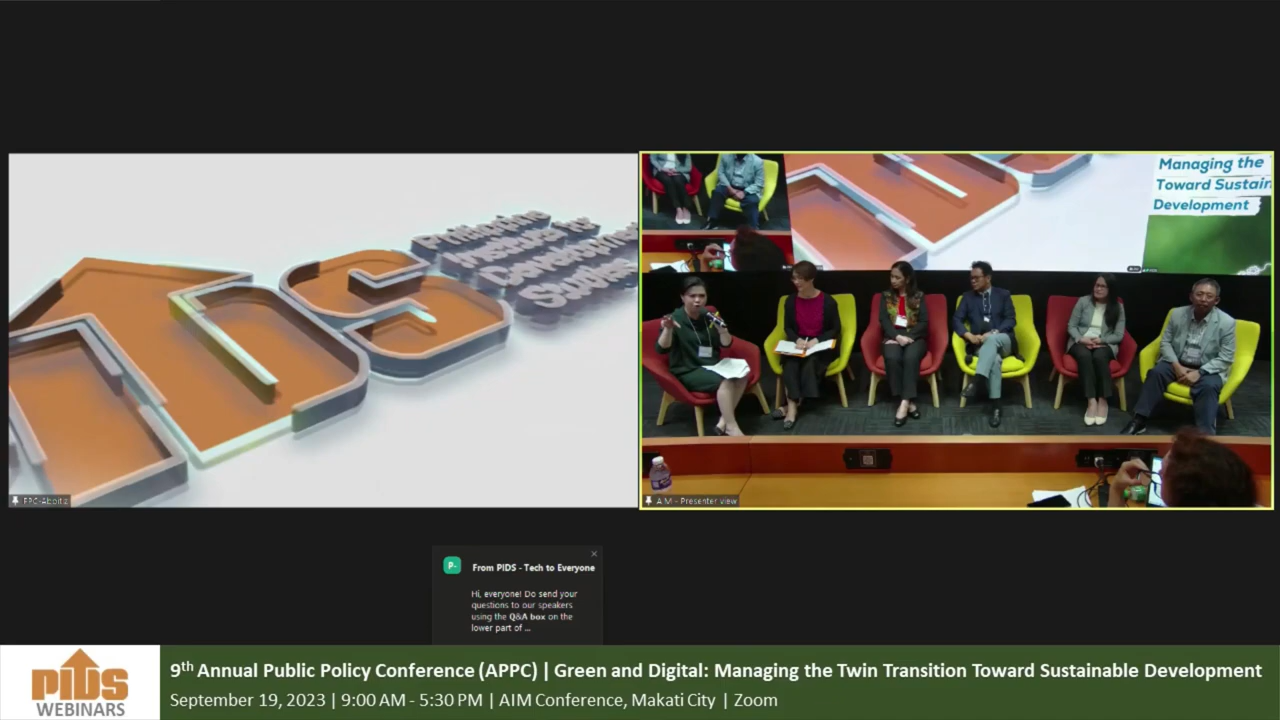 Philippine
Institute for
Development
Studies
FPC-Aboitiz
Managing the
Toward Sustain
Development
AIM - Presenter view
P-
From PIDS - Tech to Everyone
Hi, everyone! Do send your
questions to our speakers
using the Q&A box on the
lower part of ...
PIDS
WEBINARS
9th Annual Public Policy Conference (APPC) | Green and Digital: Managing the Twin Transition Toward Sustainable Development
September 19, 2023 | 9:00 AM - 5:30 PM | AIM Conference, Makati City | Zoom